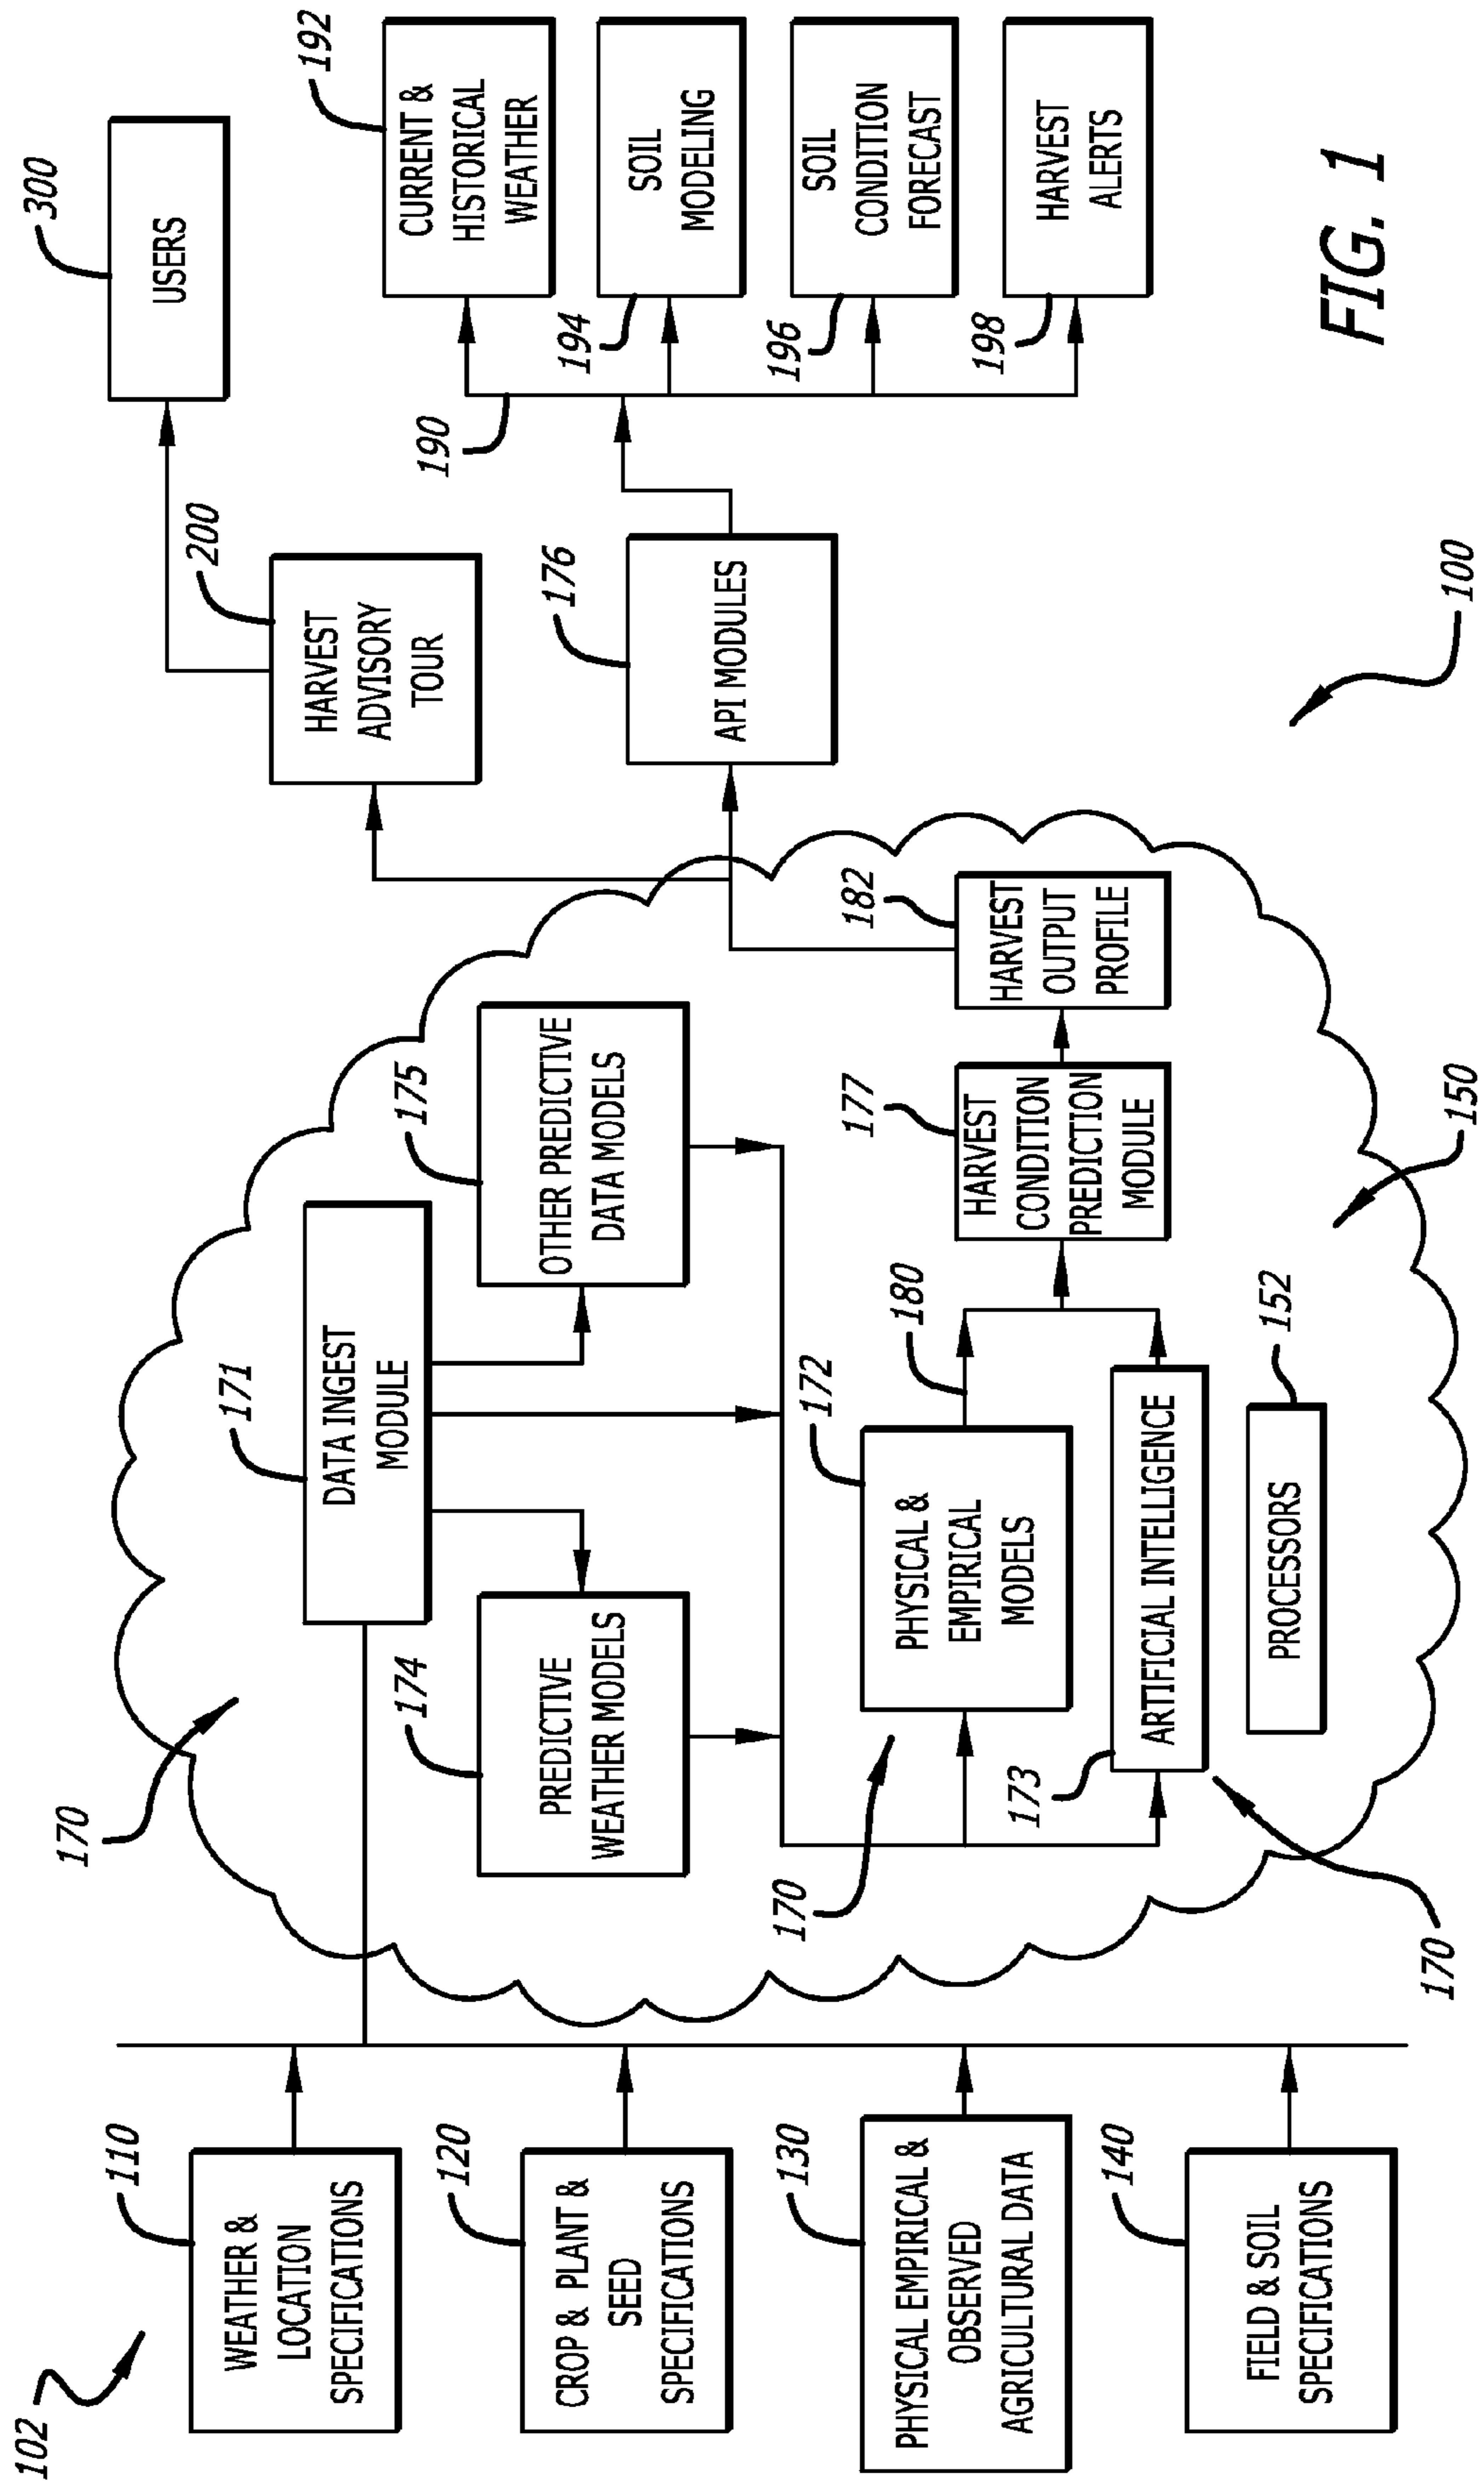 102
110
WEATHER &
LOCATION
SPECIFICATIONS
120
CROP & PLANT &
SEED
SPECIFICATIONS
130
PHYSICAL EMPIRICAL &
OBSERVED
AGRICULTURAL DATA
140
FIELD & SOIL
SPECIFICATIONS
170
171
DATA INGEST
MODULE
174
PREDICTIVE
WEATHER MODELS
175
OTHER PREDICTIVE
DATA MODELS
170
172
PHYSICAL &
EMPIRICAL
MODELS
180
173
ARTIFICIAL INTELLIGENCE
170
152
PROCESSORS
177
HARVEST
CONDITION
PREDICTION
MODULE
182
HARVEST
OUTPUT
PROFILE
150
200
HARVEST
ADVISORY
TOUR
300
USERS
176
API MODULES
190
192
CURRENT &
HISTORICAL
WEATHER
194
SOIL
MODELING
196
SOIL
CONDITION
FORECAST
198
HARVEST
ALERTS
100
FIG. 1